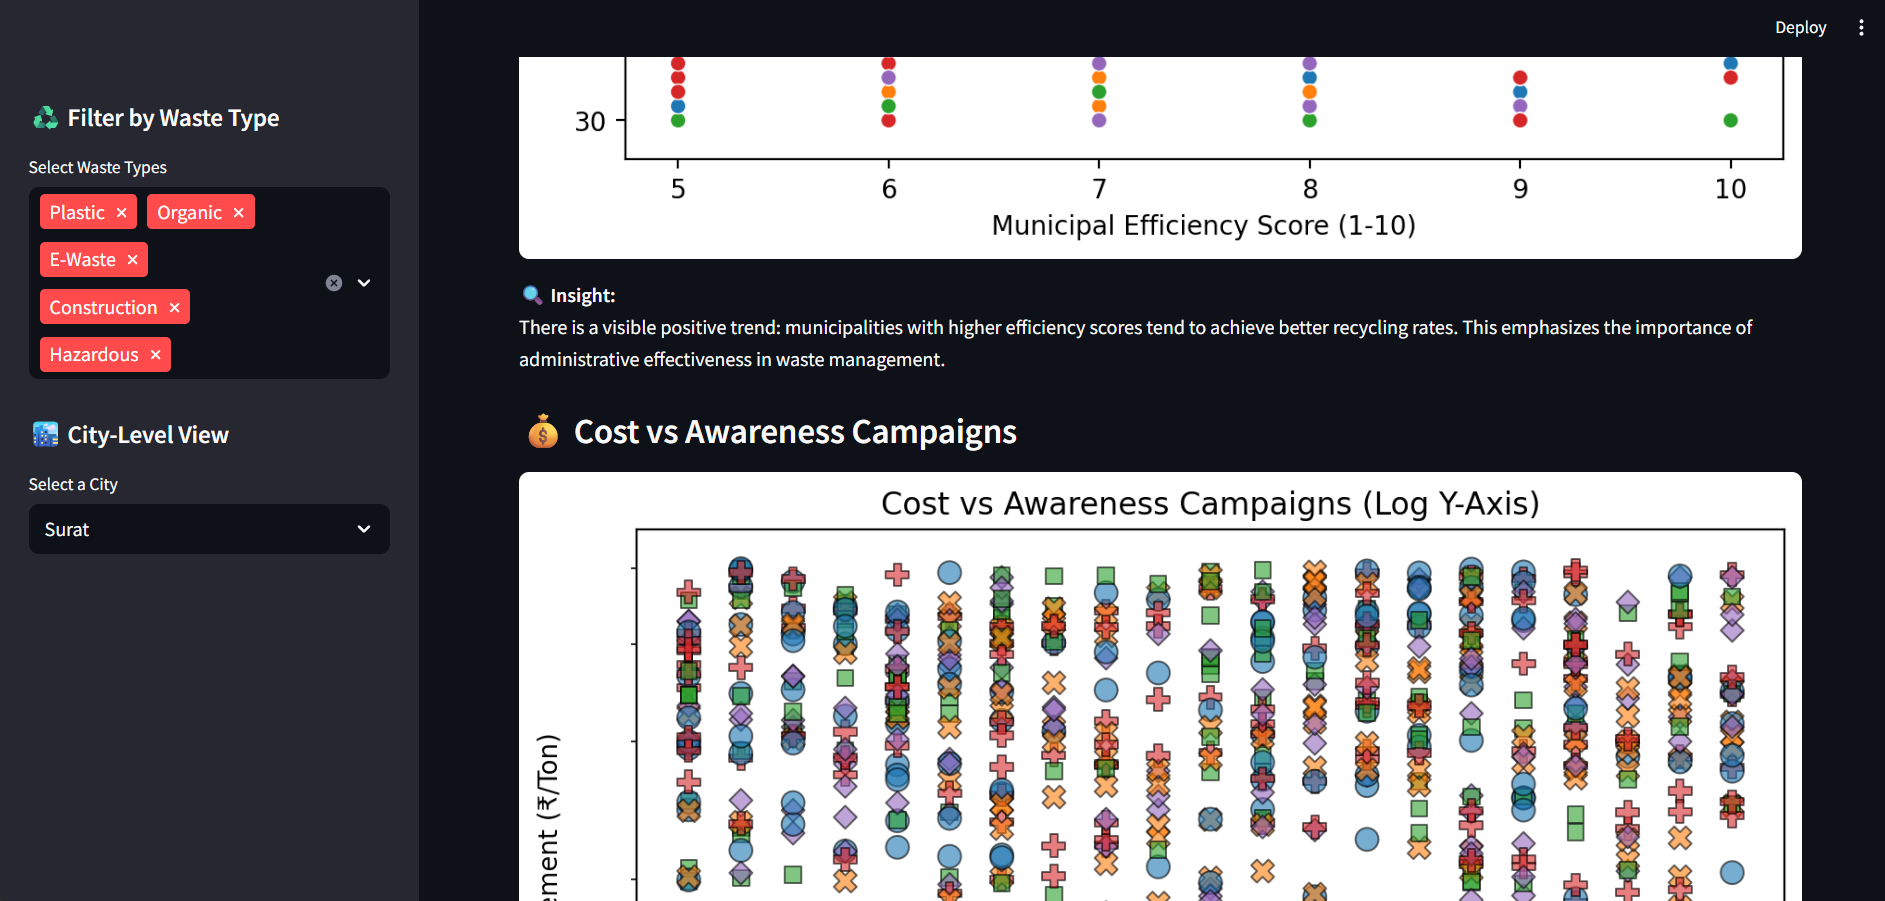 Deploy
Filter by Waste Type
Select Waste Types
Plastic ×
Organic ×
E-Waste ×
Construction ×
Hazardous ×
City-Level View
Select a City
Surat
30
5 6 7 8 9 10
Municipal Efficiency Score (1-10)
Insight:
There is a visible positive trend: municipalities with higher efficiency scores tend to achieve better recycling rates. This emphasizes the importance of
administrative effectiveness in waste management.
Cost vs Awareness Campaigns
Cost vs Awareness Campaigns (Log Y-Axis)
ement (₹/Ton)